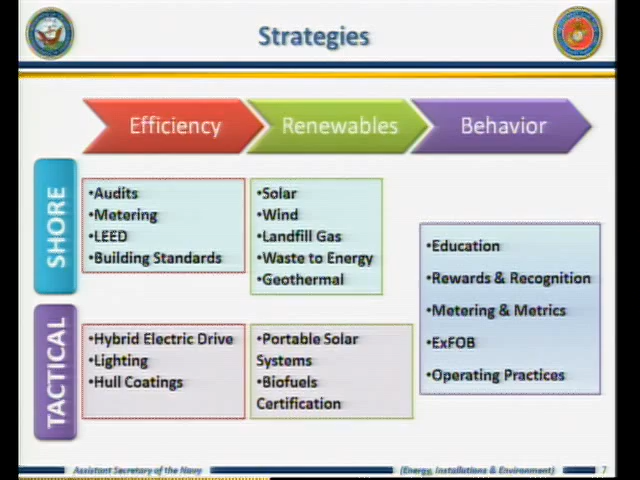 Strategies
Efficiency
Renewables
Behavior
SHORE
•Audits
•Metering
•LEED
•Building Standards
•Solar
•Wind
•Landfill Gas
•Waste to Energy
•Geothermal
•Education
•Rewards & Recognition
•Metering & Metrics
•ExFOB
•Operating Practices
TACTICAL
•Hybrid Electric Drive
•Lighting
•Hull Coatings
•Portable Solar
Systems
•Biofuels
Certification
Assistant Secretary of the Navy
(Energy, Installations & Environment)
7